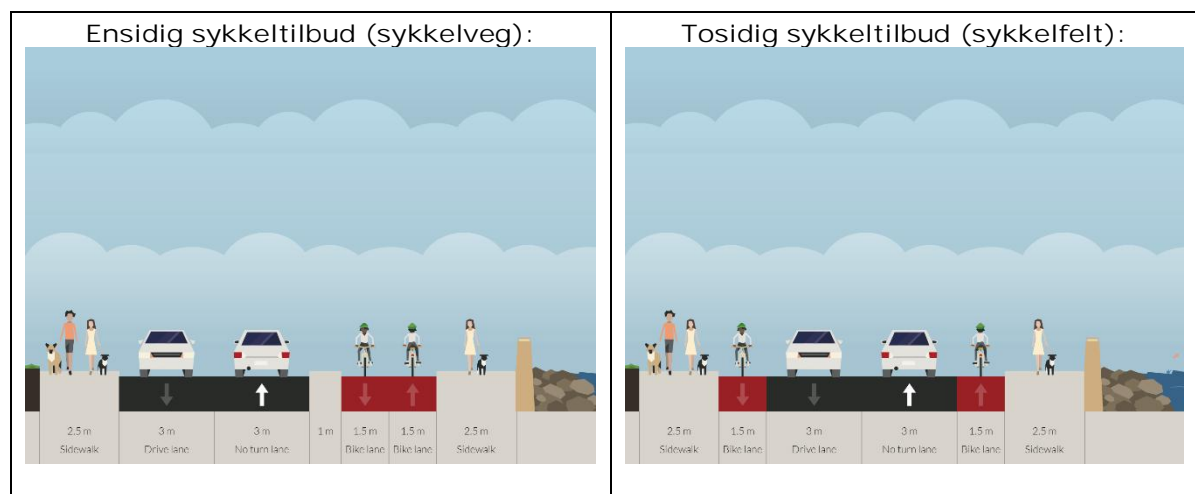 Ensidig sykkeltilbud (sykkelveg):
2.5 m 3 m 3 m 1 m 1.5 m 1.5 m 2.5 m
Sidewalk Drive lane No turn lane Bike lane Bike lane Sidewalk
Tosidig sykkeltilbud (sykkelfelt):
2.5 m 1.5 m 3 m 3 m 1.5 m 2.5 m
Sidewalk Bike lane Drive lane No turn lane Bike lane Sidewalk